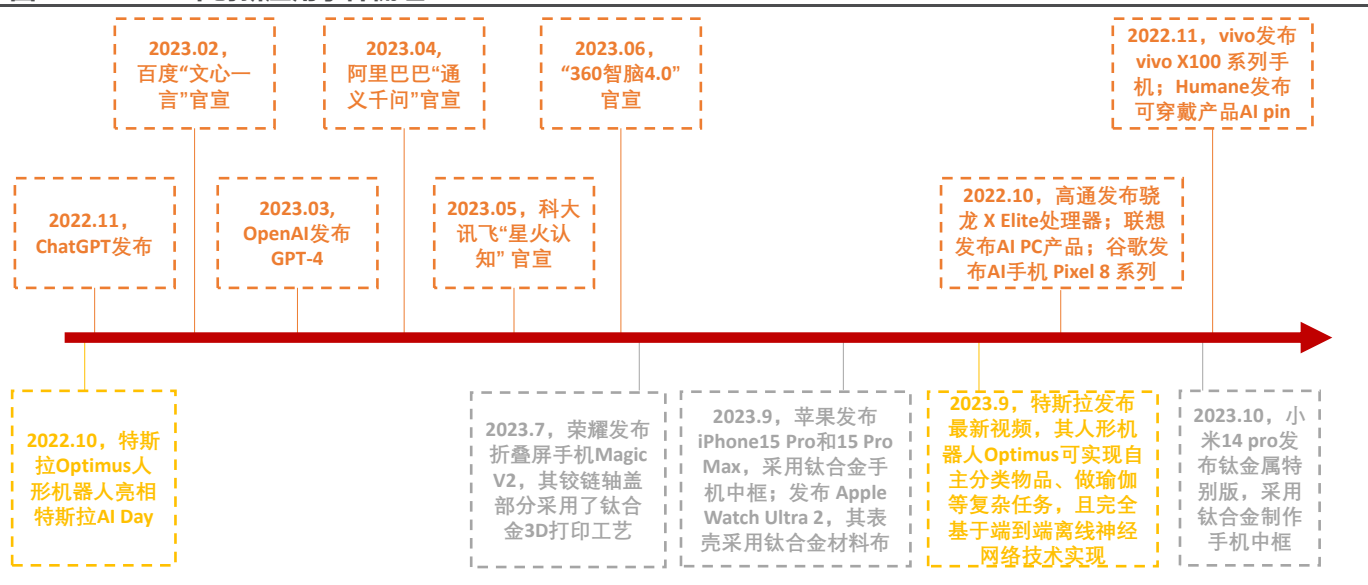 2023.02，
百度“文心一
言”官宣
2023.04,
阿里巴巴“通
义千问”官宣
2023.06，
“360智脑4.0”
官宣
2022.11，vivo发布
vivo X100 系列手
机；Humane发布
可穿戴产品AI pin
2022.11，
ChatGPT发布
2023.03,
OpenAI发布
GPT-4
2023.05，科大
讯飞“星火认
知” 官宣
2022.10，高通发布骁
龙 X Elite处理器；联想
发布AI PC产品；谷歌发
布AI手机 Pixel 8 系列
2022.10，特斯
拉Optimus人
形机器人亮相
特斯拉AI Day
2023.7，荣耀发布
折叠屏手机Magic
V2，其铰链轴盖
部分采用了钛合
金3D打印工艺
2023.9，苹果发布
iPhone15 Pro和15 Pro
Max，采用钛合金手
机中框；发布 Apple
Watch Ultra 2，其表
壳采用钛合金材料布
2023.9，特斯拉发布
最新视频，其人形机
器人Optimus可实现自
主分类物品、做瑜伽
等复杂任务，且完全
基于端到端离线神经
网络技术实现
2023.10，小
米14 pro发
布钛金属特
别版，采用
钛合金制作
手机中框